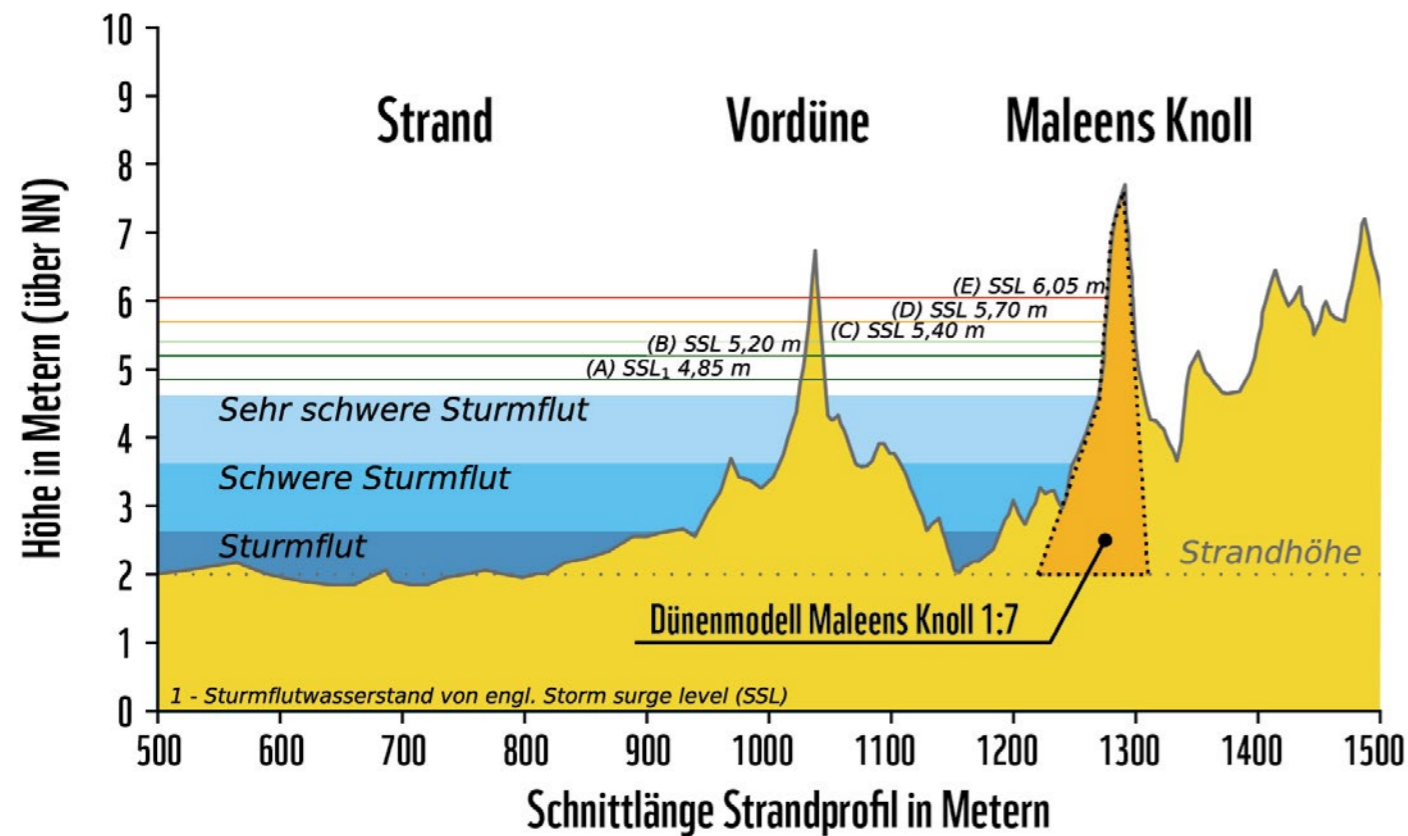 Höhe in Metern (über NN)
10
9
8
7
6
5
4
3
2
1
0
Strand
Vordüne
Maleens Knoll
(E) SSL 6,05 m
(D) SSL 5,70 m
(C) SSL 5,40 m
(B) SSL 5,20 m
(A) SSL₁ 4,85 m
Sehr schwere Sturmflut
Schwere Sturmflut
Sturmflut
Strandhöhe
Dünenmodell Maleens Knoll 1:7
1 - Sturmflutwasserstand von engl. Storm surge level (SSL)
500 600 700 800 900 1000 1100 1200 1300 1400 1500
Schnittlänge Strandprofil in Metern